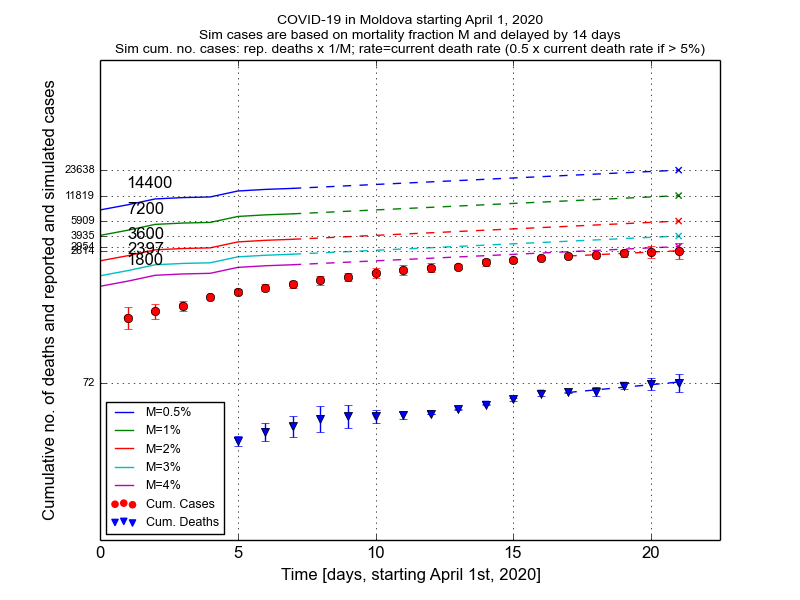 COVID-19 in Moldova starting April 1, 2020
Sim cases are based on mortality fraction M and delayed by 14 days
Sim cum. no. cases: rep. deaths x 1/M; rate=current death rate (0.5 x current death rate if > 5%)
Cumulative no. of deaths and reported and simulated cases
23638
11819
5909
3935
2954
2614
72
14400
7200
3600
2397
1800
M=0.5%
M=1%
M=2%
M=3%
M=4%
Cum. Cases
Cum. Deaths
0 5 10 15 20
Time [days, starting April 1st, 2020]